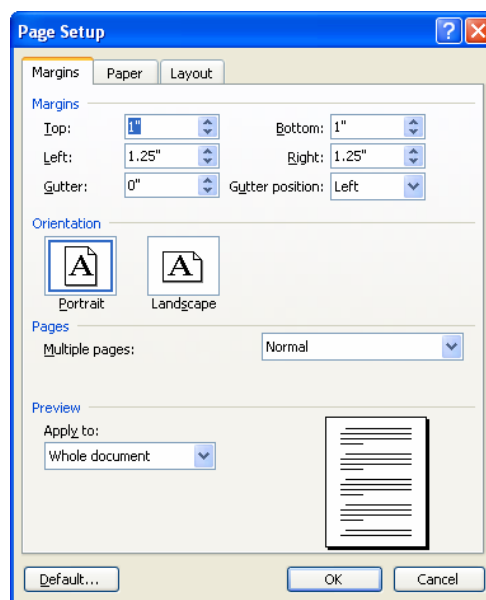 Page Setup
Margins Paper Layout
Margins
Top: 1" Bottom: 1"
Left: 1.25" Right: 1.25"
Gutter: 0" Gutter position: Left
Orientation
A A
Portrait Landscape
Pages
Multiple pages: Normal
Preview
Apply to:
Whole document
Default... OK Cancel